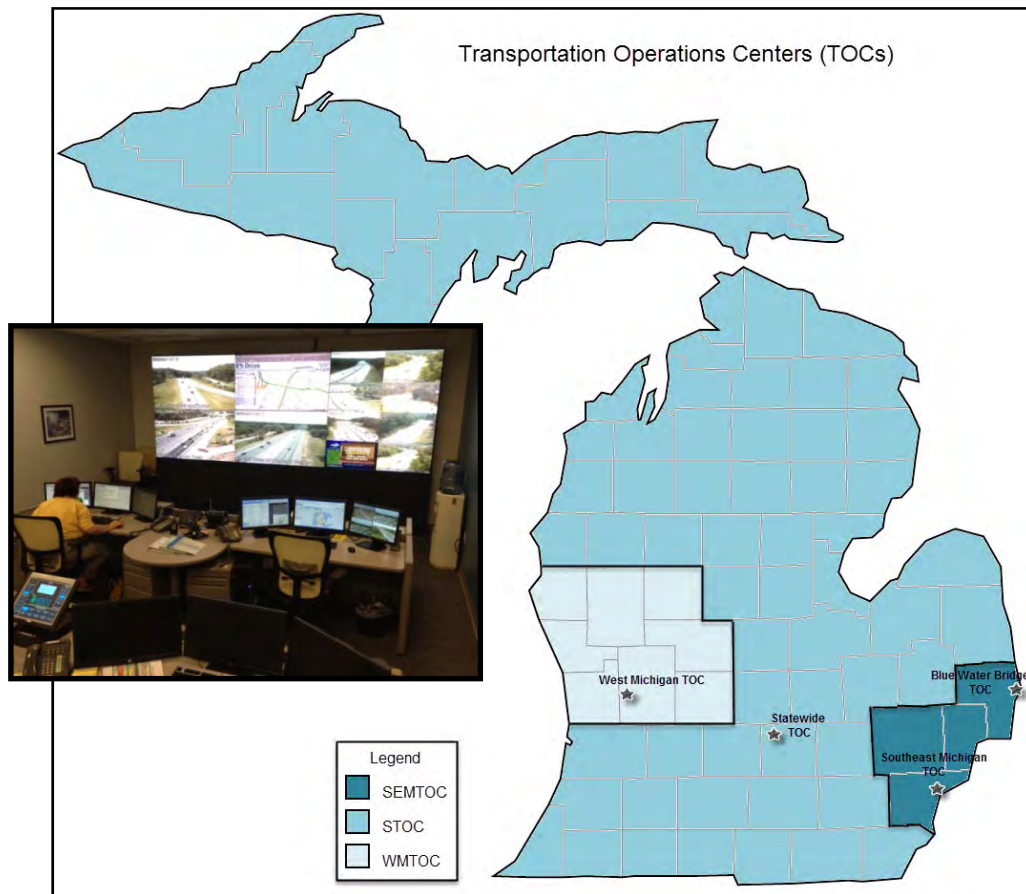 Transportation Operations Centers (TOCs)
West Michigan TOC
Statewide
TOC
Blue Water Bridge
TOC
Southeast Michigan
TOC
Legend
SEMTOC
STOC
WMTOC